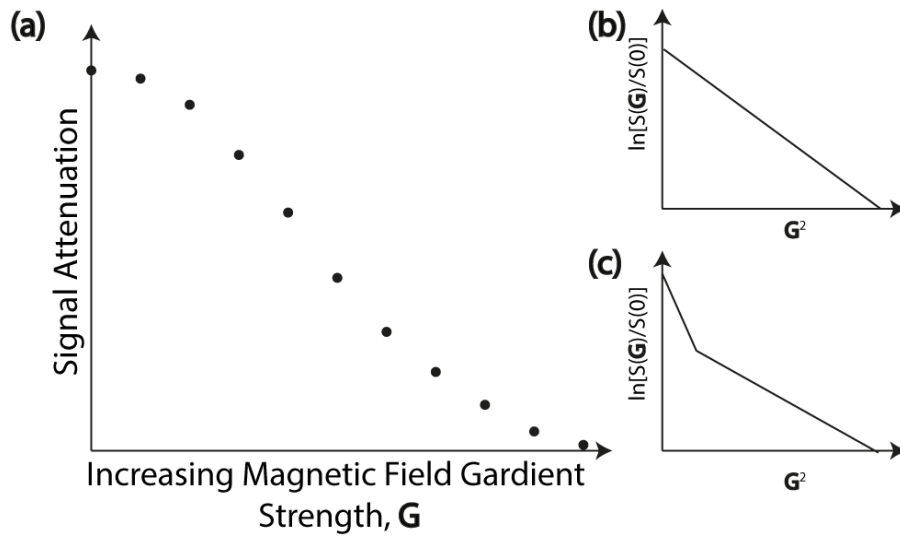 (a)
Signal Attenuation
Increasing Magnetic Field Gardient
Strength, G
(b)
ln[S(G)/S(0)]
G²
(c)
ln[S(G)/S(0)]
G²